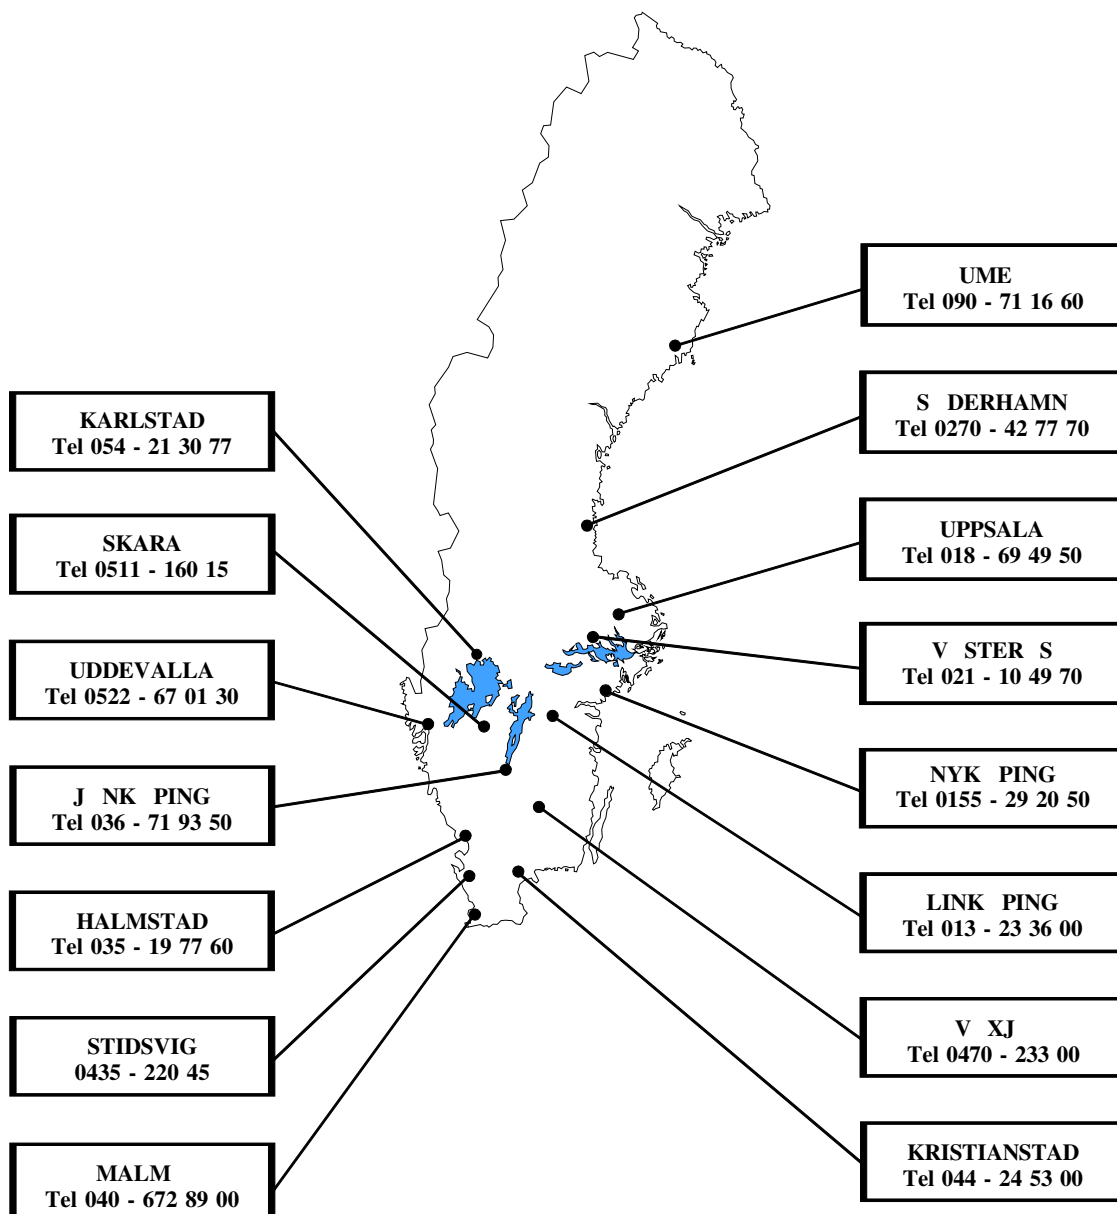 UME
Tel 090 - 71 16 60
S DERHAMN
Tel 0270 - 42 77 70
KARLSTAD
Tel 054 - 21 30 77
UPPSALA
Tel 018 - 69 49 50
SKARA
Tel 0511 - 160 15
V STER S
Tel 021 - 10 49 70
UDDEVALLA
Tel 0522 - 67 01 30
NYK PING
Tel 0155 - 29 20 50
J NK PING
Tel 036 - 71 93 50
LINK PING
Tel 013 - 23 36 00
HALMSTAD
Tel 035 - 19 77 60
V XJ
Tel 0470 - 233 00
STIDSVIG
0435 - 220 45
KRISTIANSTAD
Tel 044 - 24 53 00
MALM
Tel 040 - 672 89 00